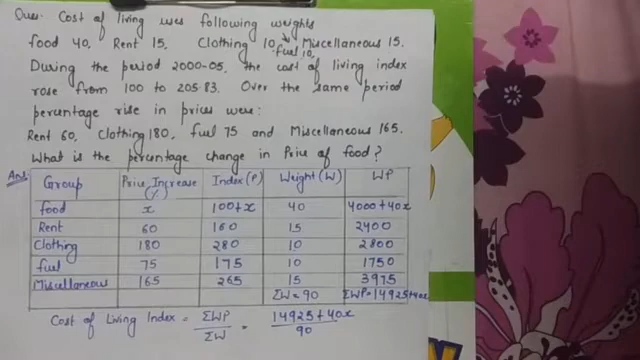 Ques: Cost of living uses following weights
food 40, Rent 15, Clothing 10, Miscellaneous 15.
fuel 10,
During the period 2000-05, the cost of living index
rose from 100 to 205.83. Over the same period
percentage rise in prices were:
Rent 60, Clothing 180, fuel 75 and Miscellaneous 165.
What is the percentage change in Price of food?
Ans:
Group Price Increase (%) Index (P) Weight (W) WP
food x 100+x 40 4000+40x
Rent 60 160 15 2400
Clothing 180 280 10 2800
fuel 75 175 10 1750
Miscellaneous 165 265 15 3975
ΣW = 90 ΣWP = 14925+40x
Cost of Living Index = ΣWP/ΣW = 14925 + 40x/90